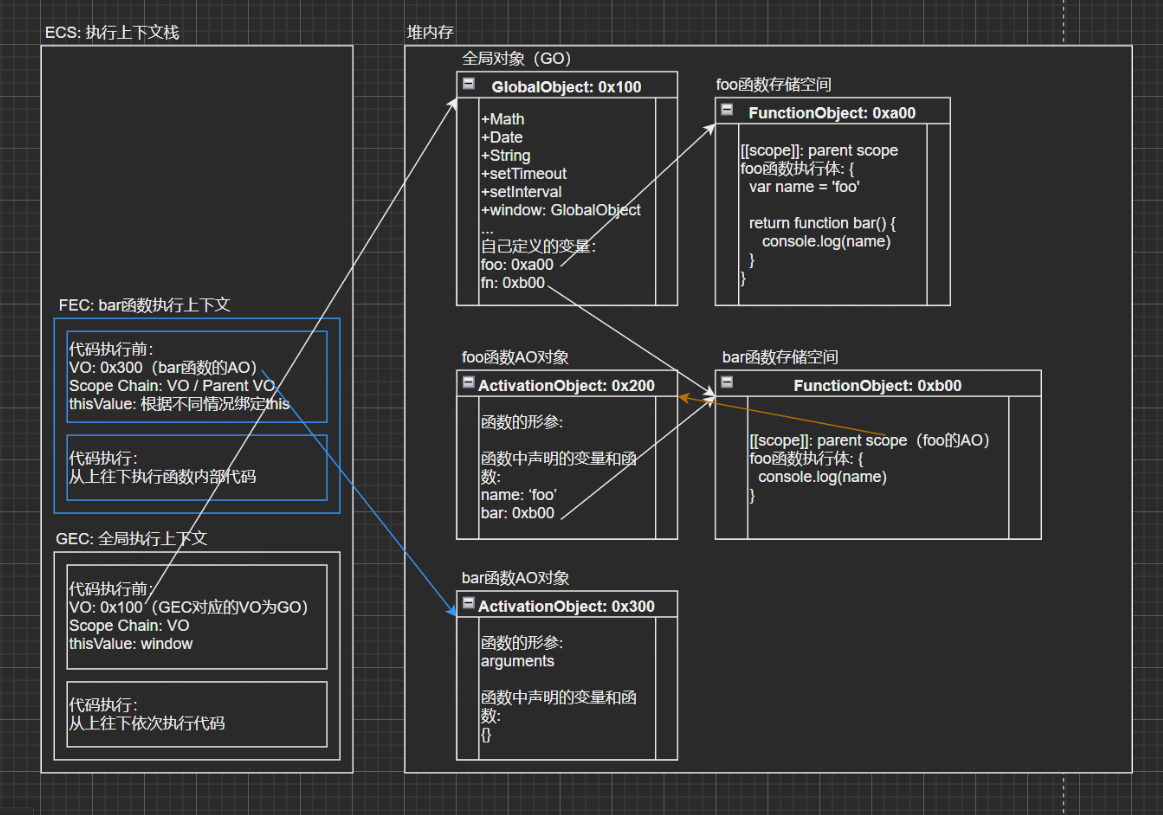 ECS: 执行上下文栈
FEC: bar函数执行上下文
代码执行前：
VO: 0x300（bar函数的AO）
Scope Chain: VO / Parent VO
thisValue: 根据不同情况绑定this
代码执行：
从上往下执行函数内部代码
GEC: 全局执行上下文
代码执行前：
VO: 0x100（GEC对应的VO为GO）
Scope Chain: VO
thisValue: window
代码执行：
从上往下依次执行代码
堆内存
全局对象（GO）
GlobalObject: 0x100
+Math
+Date
+String
+setTimeout
+setInterval
+window: GlobalObject
...
自己定义的变量：
foo: 0xa00
fn: 0xb00
foo函数存储空间
FunctionObject: 0xa00
[[scope]]: parent scope
foo函数执行体: {
var name = 'foo'
return function bar() {
console.log(name)
}
}
foo函数AO对象
ActivationObject: 0x200
函数的形参:
函数中声明的变量和函
数:
name: ‘foo’
bar: 0xb00
bar函数存储空间
FunctionObject: 0xb00
[[scope]]: parent scope（foo的AO）
foo函数执行体: {
console.log(name)
}
bar函数AO对象
ActivationObject: 0x300
函数的形参:
arguments
函数中声明的变量和函
数:
{}